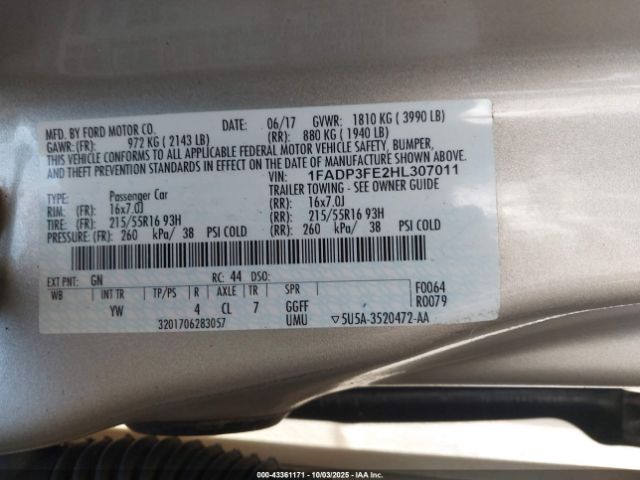 MFD. BY FORD MOTOR CO. DATE: 06/17 GVWR: 1810 KG ( 3990 LB)
GAWR: (FR): 972 KG ( 2143 LB) (RR): 880 KG ( 1940 LB)
THIS VEHICLE CONFORMS TO ALL APPLICABLE FEDERAL MOTOR VEHICLE SAFETY, BUMPER,
AND THEFT PREVENTION STANDARDS IN EFFECT ON THE DATE OF MANUFACTURE SHOWN ABOVE.
VIN: 1FADP3FE2HL307011
TYPE: Passenger Car TRAILER TOWING - SEE OWNER GUIDE
RIM: (FR): 16x7.0J (RR): 16x7.0J
TIRE: (FR): 215/55R16 93H (RR): 215/55R16 93H
PRESSURE: (FR): 260 kPa/ 38 PSI COLD (RR): 260 kPa/ 38 PSI COLD
EXT PNT: GN RC: 44 DSO: F0064
WB INT TR TP/PS R AXLE TR SPR R0079
YW 4 CL 7 GGFF
3201706283057 UMU ▽5U5A-3520472-AA
000-43361171 - 10/03/2025 - IAAI.COM